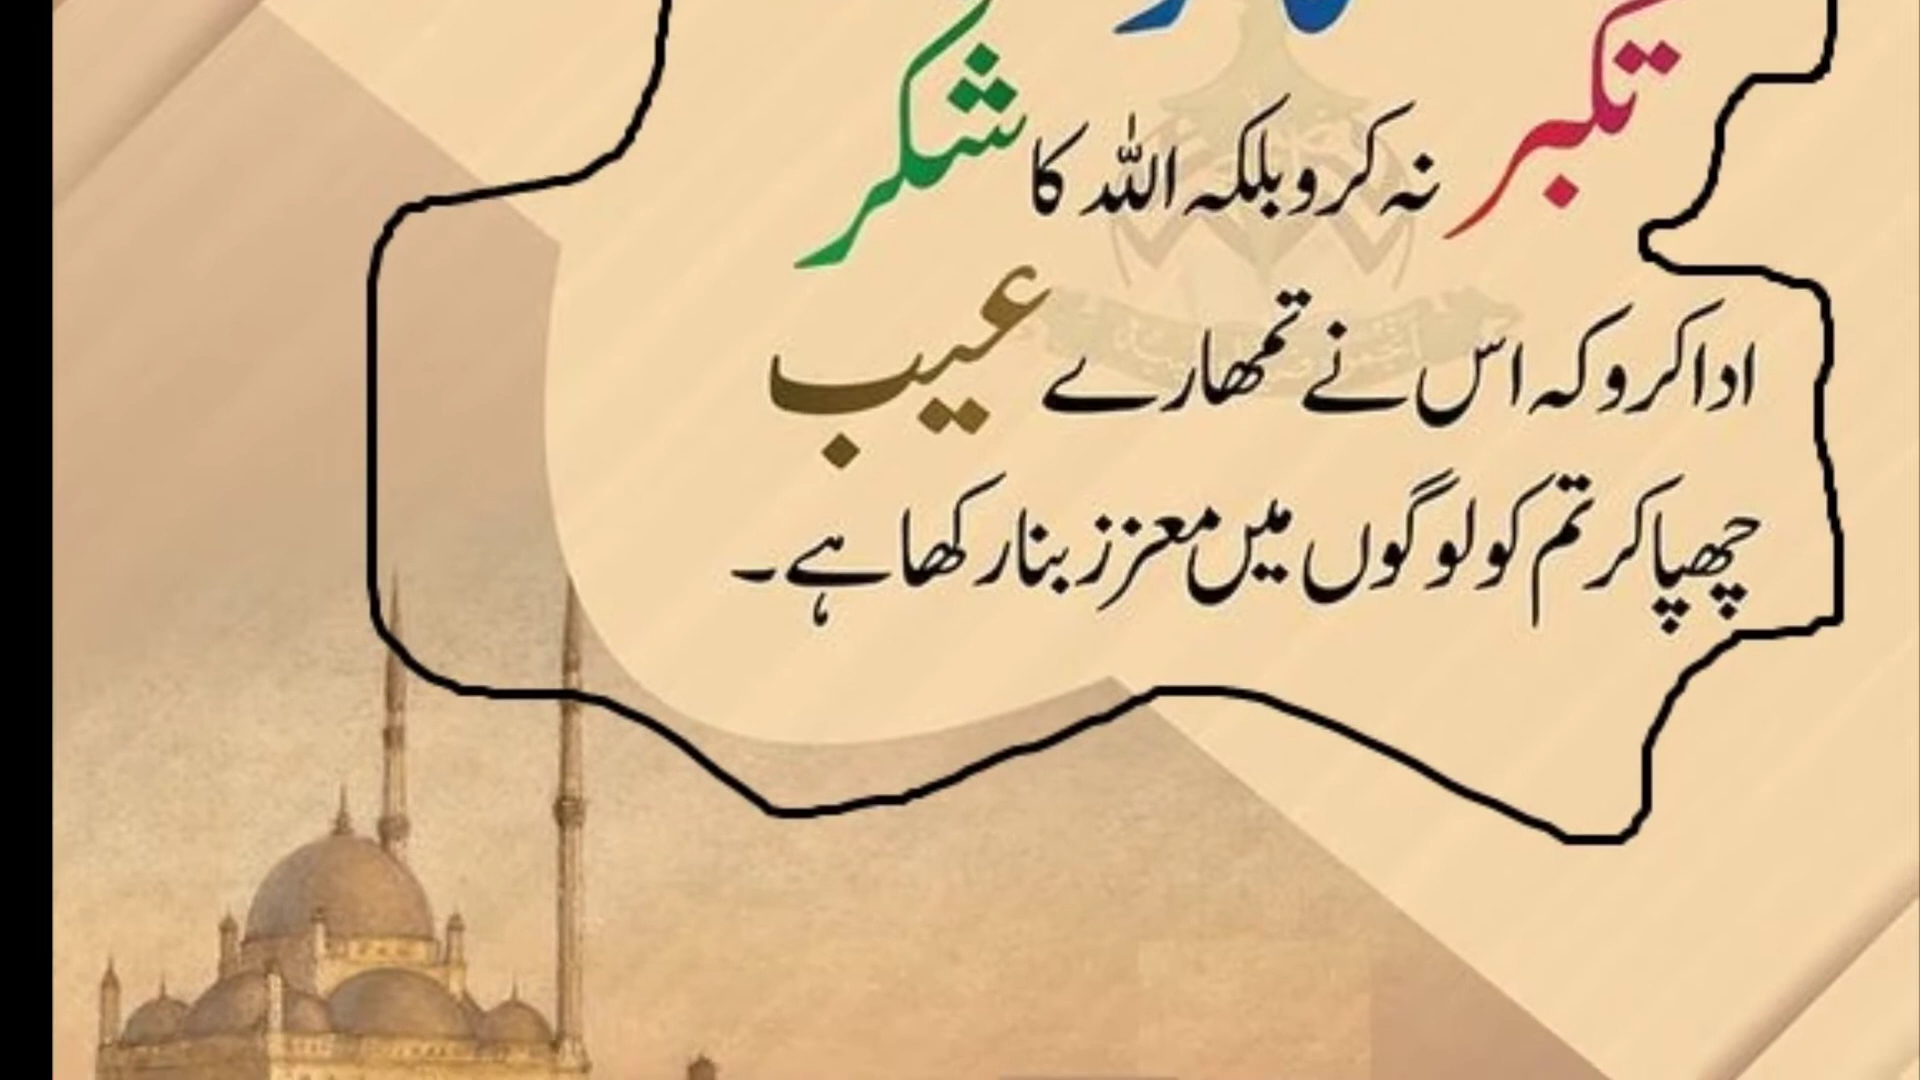 تکبر نہ کرو بلکہ اللہ کا شکر
ادا کرو کہ اس نے تمھارے عیب
چھپا کر تم کو لوگوں میں معزز بنا رکھا ہے۔